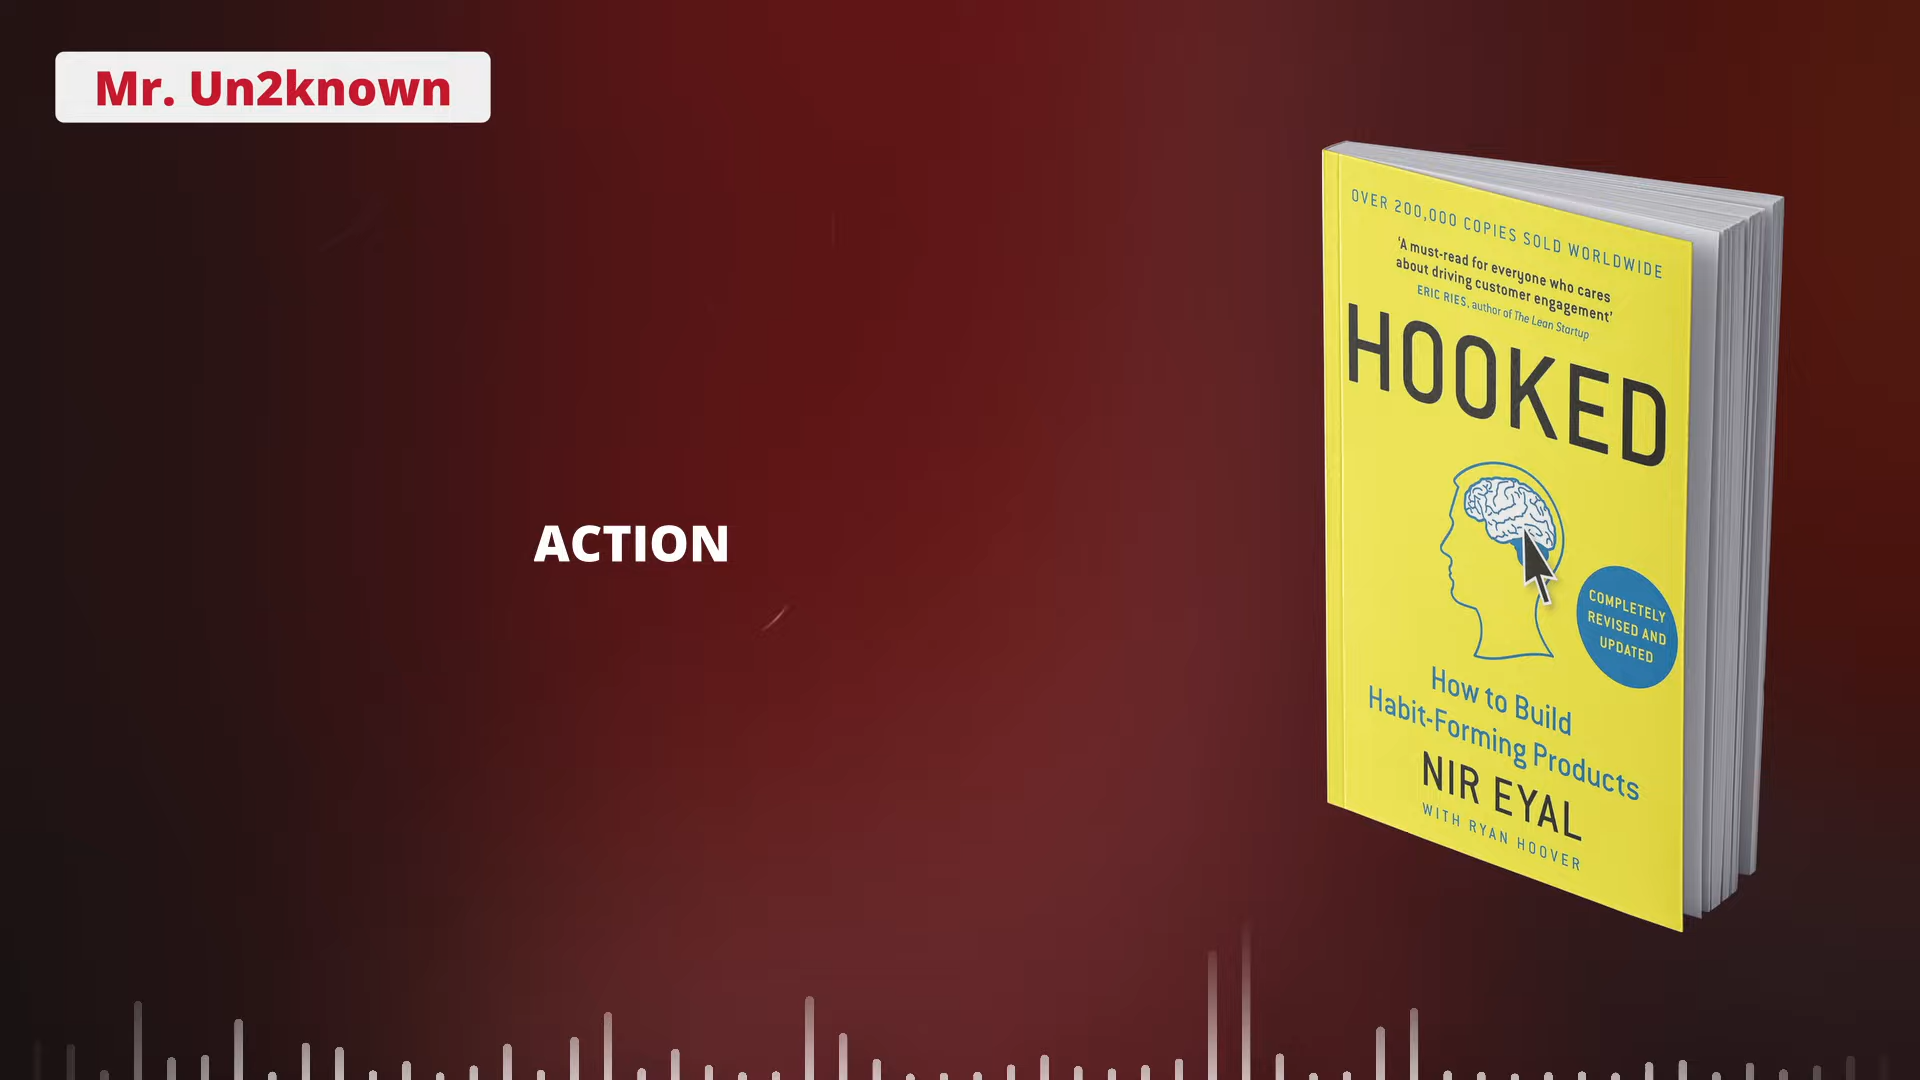 Mr. Un2known
ACTION
OVER 200,000 COPIES SOLD WORLDWIDE
'A must-read for everyone who cares
about driving customer engagement'
ERIC RIES, author of The Lean Startup
HOOKED
COMPLETELY
REVISED AND
UPDATED
How to Build
Habit-Forming Products
NIR EYAL
WITH RYAN HOOVER